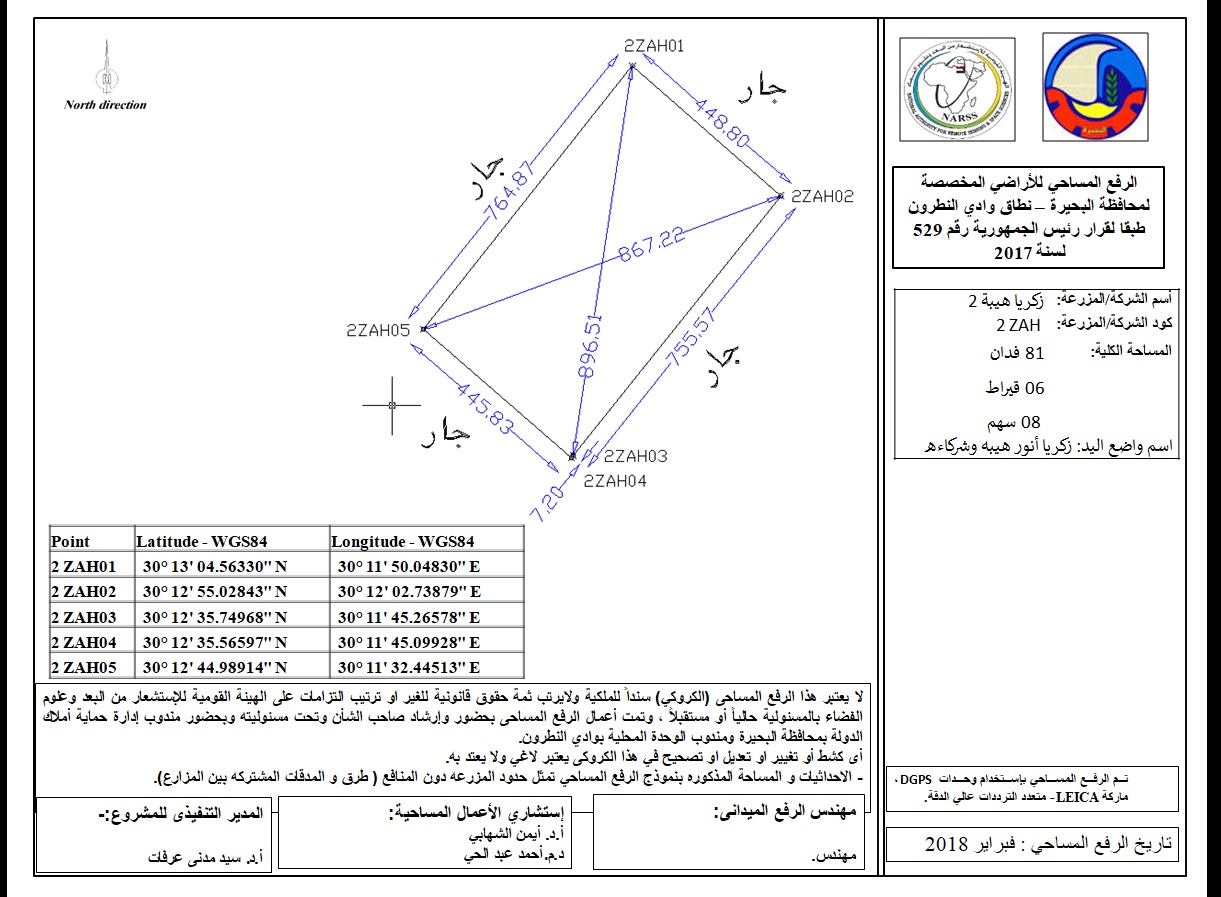 North direction
2ZAH01
جار
448,80
جار
764,87
2ZAH02
867,22
2ZAH05
896,51
755,57
جار
445,83
جار
2ZAH03
2ZAH04
7,20
Point Latitude - WGS84 Longitude - WGS84
2 ZAH01 30° 13' 04.56330" N 30° 11' 50.04830" E
2 ZAH02 30° 12' 55.02843" N 30° 12' 02.73879" E
2 ZAH03 30° 12' 35.74968" N 30° 11' 45.26578" E
2 ZAH04 30° 12' 35.56597" N 30° 11' 45.09928" E
2 ZAH05 30° 12' 44.98914" N 30° 11' 32.44513" E
لا يعتبر هذا الرفع المساحى (الكروكي) سنداً للملكية ولايرتب ثمة حقوق قانونية للغير او ترتيب التزامات على الهيئة القومية للإستشعار من البعد وعلوم
الفضاء بالمسئولية حالياً أو مستقبلاً ، وتمت أعمال الرفع المساحى بحضور وإرشاد صاحب الشأن وتحت مسئوليته وبحضور مندوب إدارة حماية أملاك
الدولة بمحافظة البحيرة ومندوب الوحدة المحلية بوادي النطرون.
أى كشط أو تغيير او تعديل او تصحيح في هذا الكروكى يعتبر لاغي ولا يعتد به.
- الاحداثيات و المساحة المذكوره بنموذج الرفع المساحي تمثل حدود المزرعه دون المنافع ( طرق و المدقات المشتركه بين المزارع).
مهندس الرفع الميدانى:
مهندس.
إستشاري الأعمال المساحية:
أ.د. أيمن الشهابي
د.م.أحمد عبد الحي
المدير التنفيذى للمشروع:-
أ.د. سيد مدنى عرفات
NARSS
NATIONAL AUTHORITY FOR REMOTE SENSING & SPACE SCIENCES
البحيرة
الرفع المساحي للأراضي المخصصة
لمحافظة البحيرة – نطاق وادي النطرون
طبقا لقرار رئيس الجمهورية رقم 529
لسنة 2017
أسم الشركة/المزرعة: زكريا هيبة 2
كود الشركة/المزرعة: 2 ZAH
المساحة الكلية: 81 فدان
06 قيراط
08 سهم
اسم واضع اليد: زكريا أنور هيبه وشركاءه
تـم الرفـع المسـاحي بإسـتخدام وحـدات DGPS ،
ماركة LEICA- متعدد الترددات عالي الدقة.
تاريخ الرفع المساحي : فبراير 2018